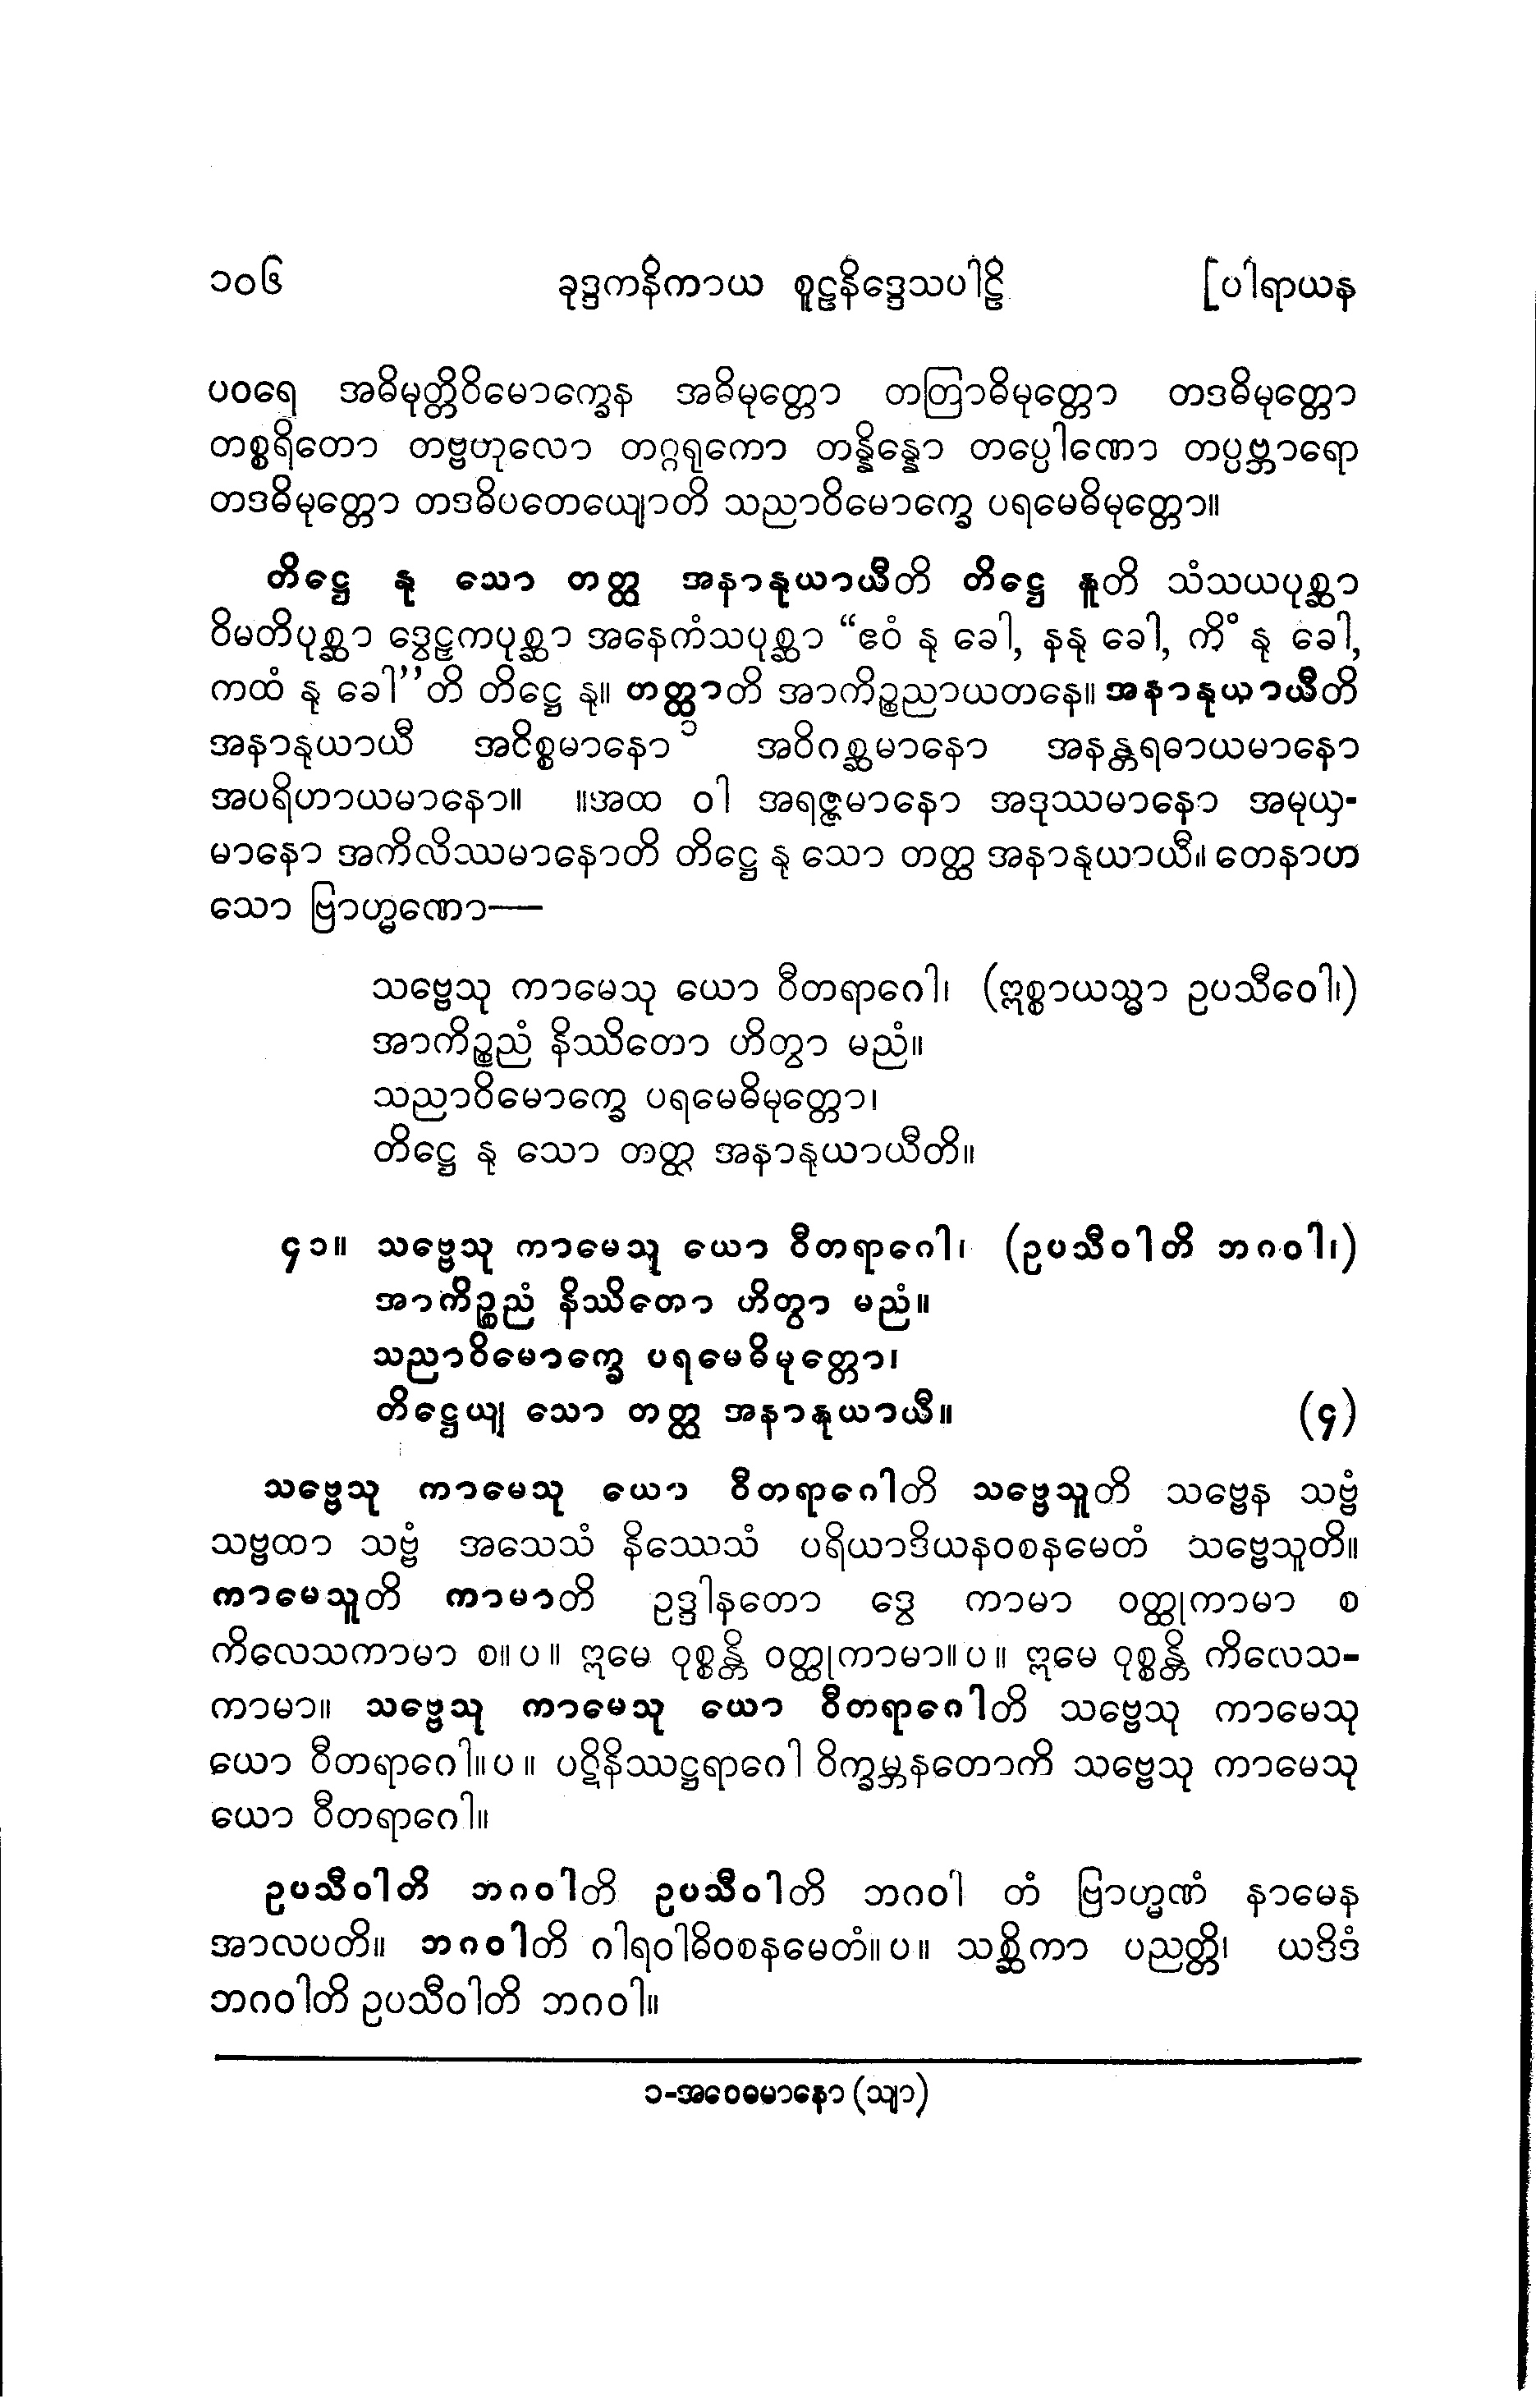 ၁၀၆ ခုဒ္ဒကနိကာယ စူဠနိဒ္ဒေသပါဠိ [ပါရာယန
ပဝရေ အဓိမုတ္တိဝိမောက္ခေန အဓိမုတ္တော တတြာဓိမုတ္တော တဒဓိမုတ္တော
တစ္စရိတော တဗ္ဗဟုလော တဂ္ဂရုကော တန္နိန္နော တပ္ပေါဏော တပ္ပဗ္ဘာရော
တဒဓိမုတ္တော တဒဓိပတေယျောတိ သညာဝိမောက္ခေ ပရမေဓိမုတ္တော။
တိဋ္ဌေ နု သော တတ္ထ အနာနုယာယီတိ တိဋ္ဌေ နူတိ သံသယပုစ္ဆာ
ဝိမတိပုစ္ဆာ ဒွေဠှကပုစ္ဆာ အနေကံသပုစ္ဆာ “ဧဝံ နု ခေါ, နနု ခေါ, ကိံ နု ခေါ,
ကထံ နု ခေါ”တိ တိဋ္ဌေ နု။ တတ္ထာတိ အာကိဉ္စညာယတနေ။ အနာနုယာယီတိ
အနာနုယာယီ အဝိစ္စမာနော၁ အဝိဂစ္ဆမာနော အနန္တရဓာယမာနော
အပရိဟာယမာနော။ ။အထ ဝါ အရဇ္ဇမာနော အဒုဿမာနော အမုယှ-
မာနော အကိလိဿမာနောတိ တိဋ္ဌေ နု သော တတ္ထ အနာနုယာယီ။ တေနာဟ
သော ဗြာဟ္မဏော—
သဗ္ဗေသု ကာမေသု ယော ဝီတရာဂေါ၊ (ဣစ္စာယသ္မာ ဥပသီဝေါ၊)
အာကိဉ္စညံ နိဿိတော ဟိတွာ မညံ။
သညာဝိမောက္ခေ ပရမေဓိမုတ္တော၊
တိဋ္ဌေ နု သော တတ္ထ အနာနုယာယီတိ။
၄၁။ သဗ္ဗေသု ကာမေသု ယော ဝီတရာဂေါ၊ (ဥပသီဝါတိ ဘဂဝါ၊)
အာကိဉ္စညံ နိဿိတော ဟိတွာ မညံ။
သညာဝိမောက္ခေ ပရမေဓိမုတ္တော၊
တိဋ္ဌေယျ သော တတ္ထ အနာနုယာယီ။ (၄)
သဗ္ဗေသု ကာမေသု ယော ဝီတရာဂေါတိ သဗ္ဗေသူတိ သဗ္ဗေန သဗ္ဗံ
သဗ္ဗထာ သဗ္ဗံ အသေသံ နိဿေသံ ပရိယာဒိယနဝစနမေတံ သဗ္ဗေသူတိ။
ကာမေသူတိ ကာမာတိ ဥဒ္ဒါနတော ဒွေ ကာမာ ဝတ္ထုကာမာ စ
ကိလေသကာမာ စ။ ပ။ ဣမေ ဝုစ္စန္တိ ဝတ္ထုကာမာ။ ပ။ ဣမေ ဝုစ္စန္တိ ကိလေသ-
ကာမာ။ သဗ္ဗေသု ကာမေသု ယော ဝီတရာဂေါတိ သဗ္ဗေသု ကာမေသု
ယော ဝီတရာဂေါ။ ပ။ ပဋိနိဿဋ္ဌရာဂေါ ဝိက္ခမ္ဘနတောတိ သဗ္ဗေသု ကာမေသု
ယော ဝီတရာဂေါ။
ဥပသီဝါတိ ဘဂဝါတိ ဥပသီဝါတိ ဘဂဝါ တံ ဗြာဟ္မဏံ နာမေန
အာလပတိ။ ဘဂဝါတိ ဂါရဝါဓိဝစနမေတံ။ ပ။ သစ္ဆိကာ ပညတ္တိ၊ ယဒိဒံ
ဘဂဝါတိ ဥပသီဝါတိ ဘဂဝါ။
၁-အဝေဓမာနော (သျာ)